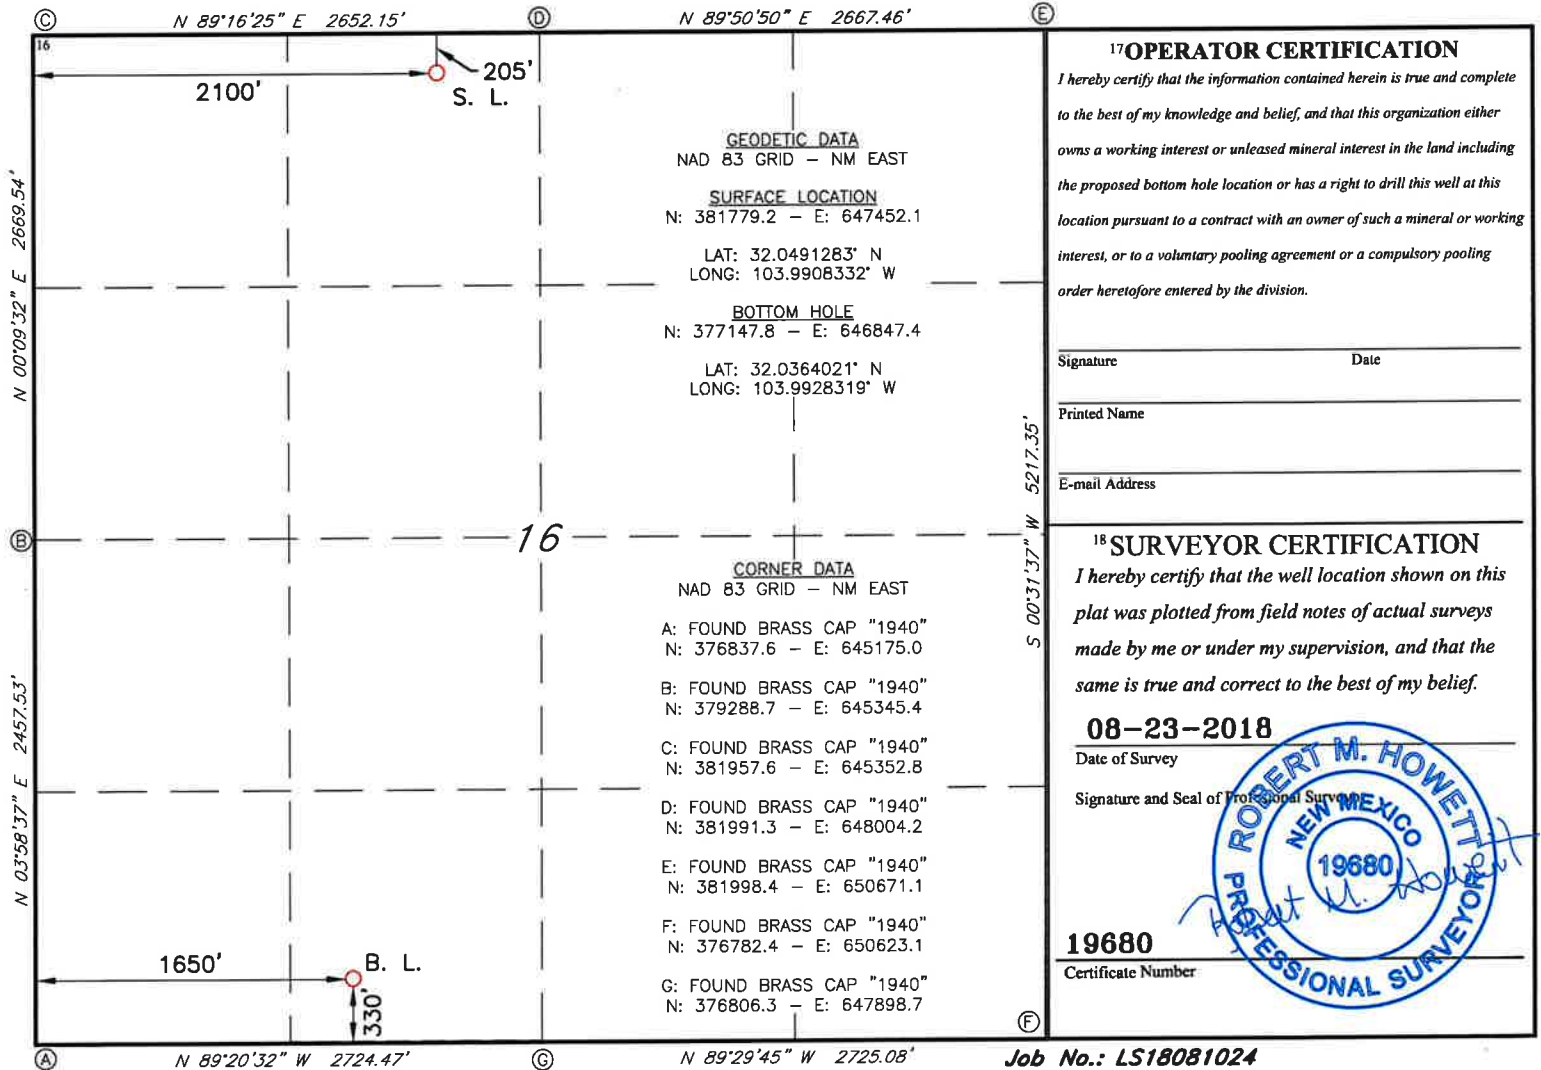 C N 89°16'25" E 2652.15' D N 89°50'50" E 2667.46' E
16
2100'
205'
S. L.
N 00°09'32" E 2669.54'
GEODETIC DATA
NAD 83 GRID - NM EAST
SURFACE LOCATION
N: 381779.2 - E: 647452.1
LAT: 32.0491283° N
LONG: 103.9908332° W
BOTTOM HOLE
N: 377147.8 - E: 646847.4
LAT: 32.0364021° N
LONG: 103.9928319° W
S 00°31'37" W 5217.35'
B
16
N 03°58'37" E 2457.53'
CORNER DATA
NAD 83 GRID - NM EAST
A: FOUND BRASS CAP "1940"
N: 376837.6 - E: 645175.0
B: FOUND BRASS CAP "1940"
N: 379288.7 - E: 645345.4
C: FOUND BRASS CAP "1940"
N: 381957.6 - E: 645352.8
D: FOUND BRASS CAP "1940"
N: 381991.3 - E: 648004.2
E: FOUND BRASS CAP "1940"
N: 381998.4 - E: 650671.1
F: FOUND BRASS CAP "1940"
N: 376782.4 - E: 650623.1
G: FOUND BRASS CAP "1940"
N: 376806.3 - E: 647898.7
1650'
B. L.
330'
F
A N 89°20'32" W 2724.47' G N 89°29'45" W 2725.08'
Job No.: LS18081024
17 OPERATOR CERTIFICATION
I hereby certify that the information contained herein is true and complete
to the best of my knowledge and belief, and that this organization either
owns a working interest or unleased mineral interest in the land including
the proposed bottom hole location or has a right to drill this well at this
location pursuant to a contract with an owner of such a mineral or working
interest, or to a voluntary pooling agreement or a compulsory pooling
order heretofore entered by the division.
Signature Date
Printed Name
E-mail Address
18 SURVEYOR CERTIFICATION
I hereby certify that the well location shown on this
plat was plotted from field notes of actual surveys
made by me or under my supervision, and that the
same is true and correct to the best of my belief.
08-23-2018
Date of Survey
Signature and Seal of Professional Surveyor
ROBERT M. HOWETT
NEW MEXICO
19680
PROFESSIONAL SURVEYOR
Robert M. Howett
19680
Certificate Number